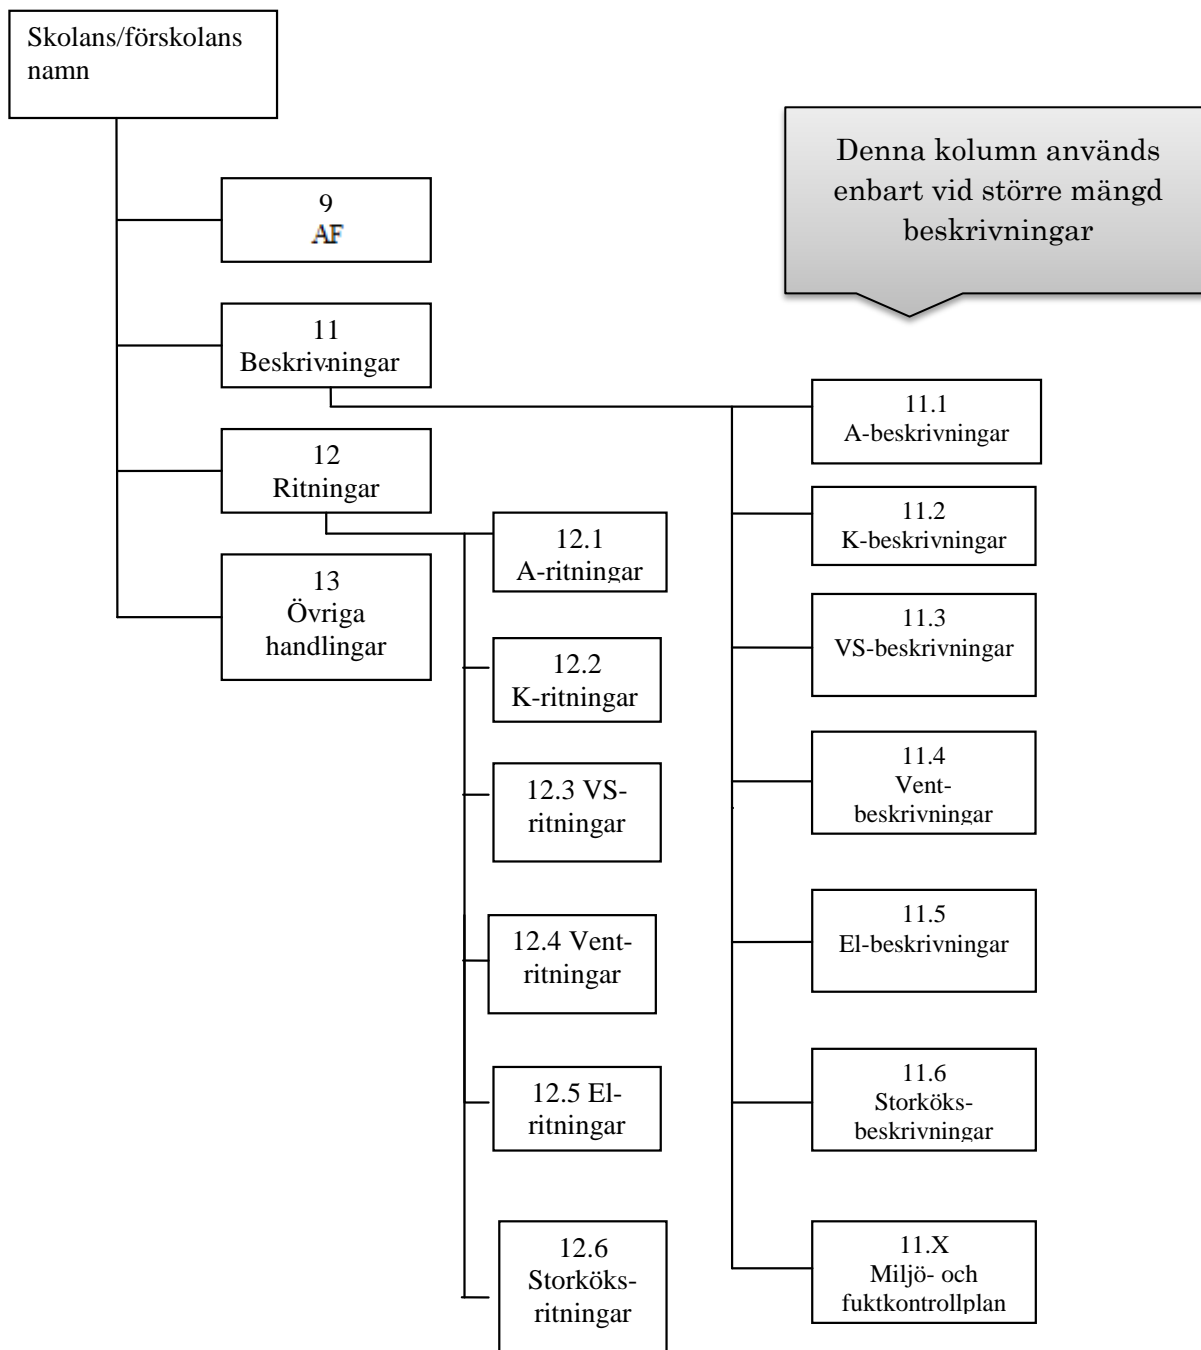 Skolans/förskolans
namn
Denna kolumn används
enbart vid större mängd
beskrivningar
9
AF
11
Beskrivningar
12
Ritningar
13
Övriga
handlingar
12.1
A-ritningar
12.2
K-ritningar
12.3 VS-
ritningar
12.4 Vent-
ritningar
12.5 El-
ritningar
12.6
Storköks-
ritningar
11.1
A-beskrivningar
11.2
K-beskrivningar
11.3
VS-beskrivningar
11.4
Vent-
beskrivningar
11.5
El-beskrivningar
11.6
Storköks-
beskrivningar
11.X
Miljö- och
fuktkontrollplan